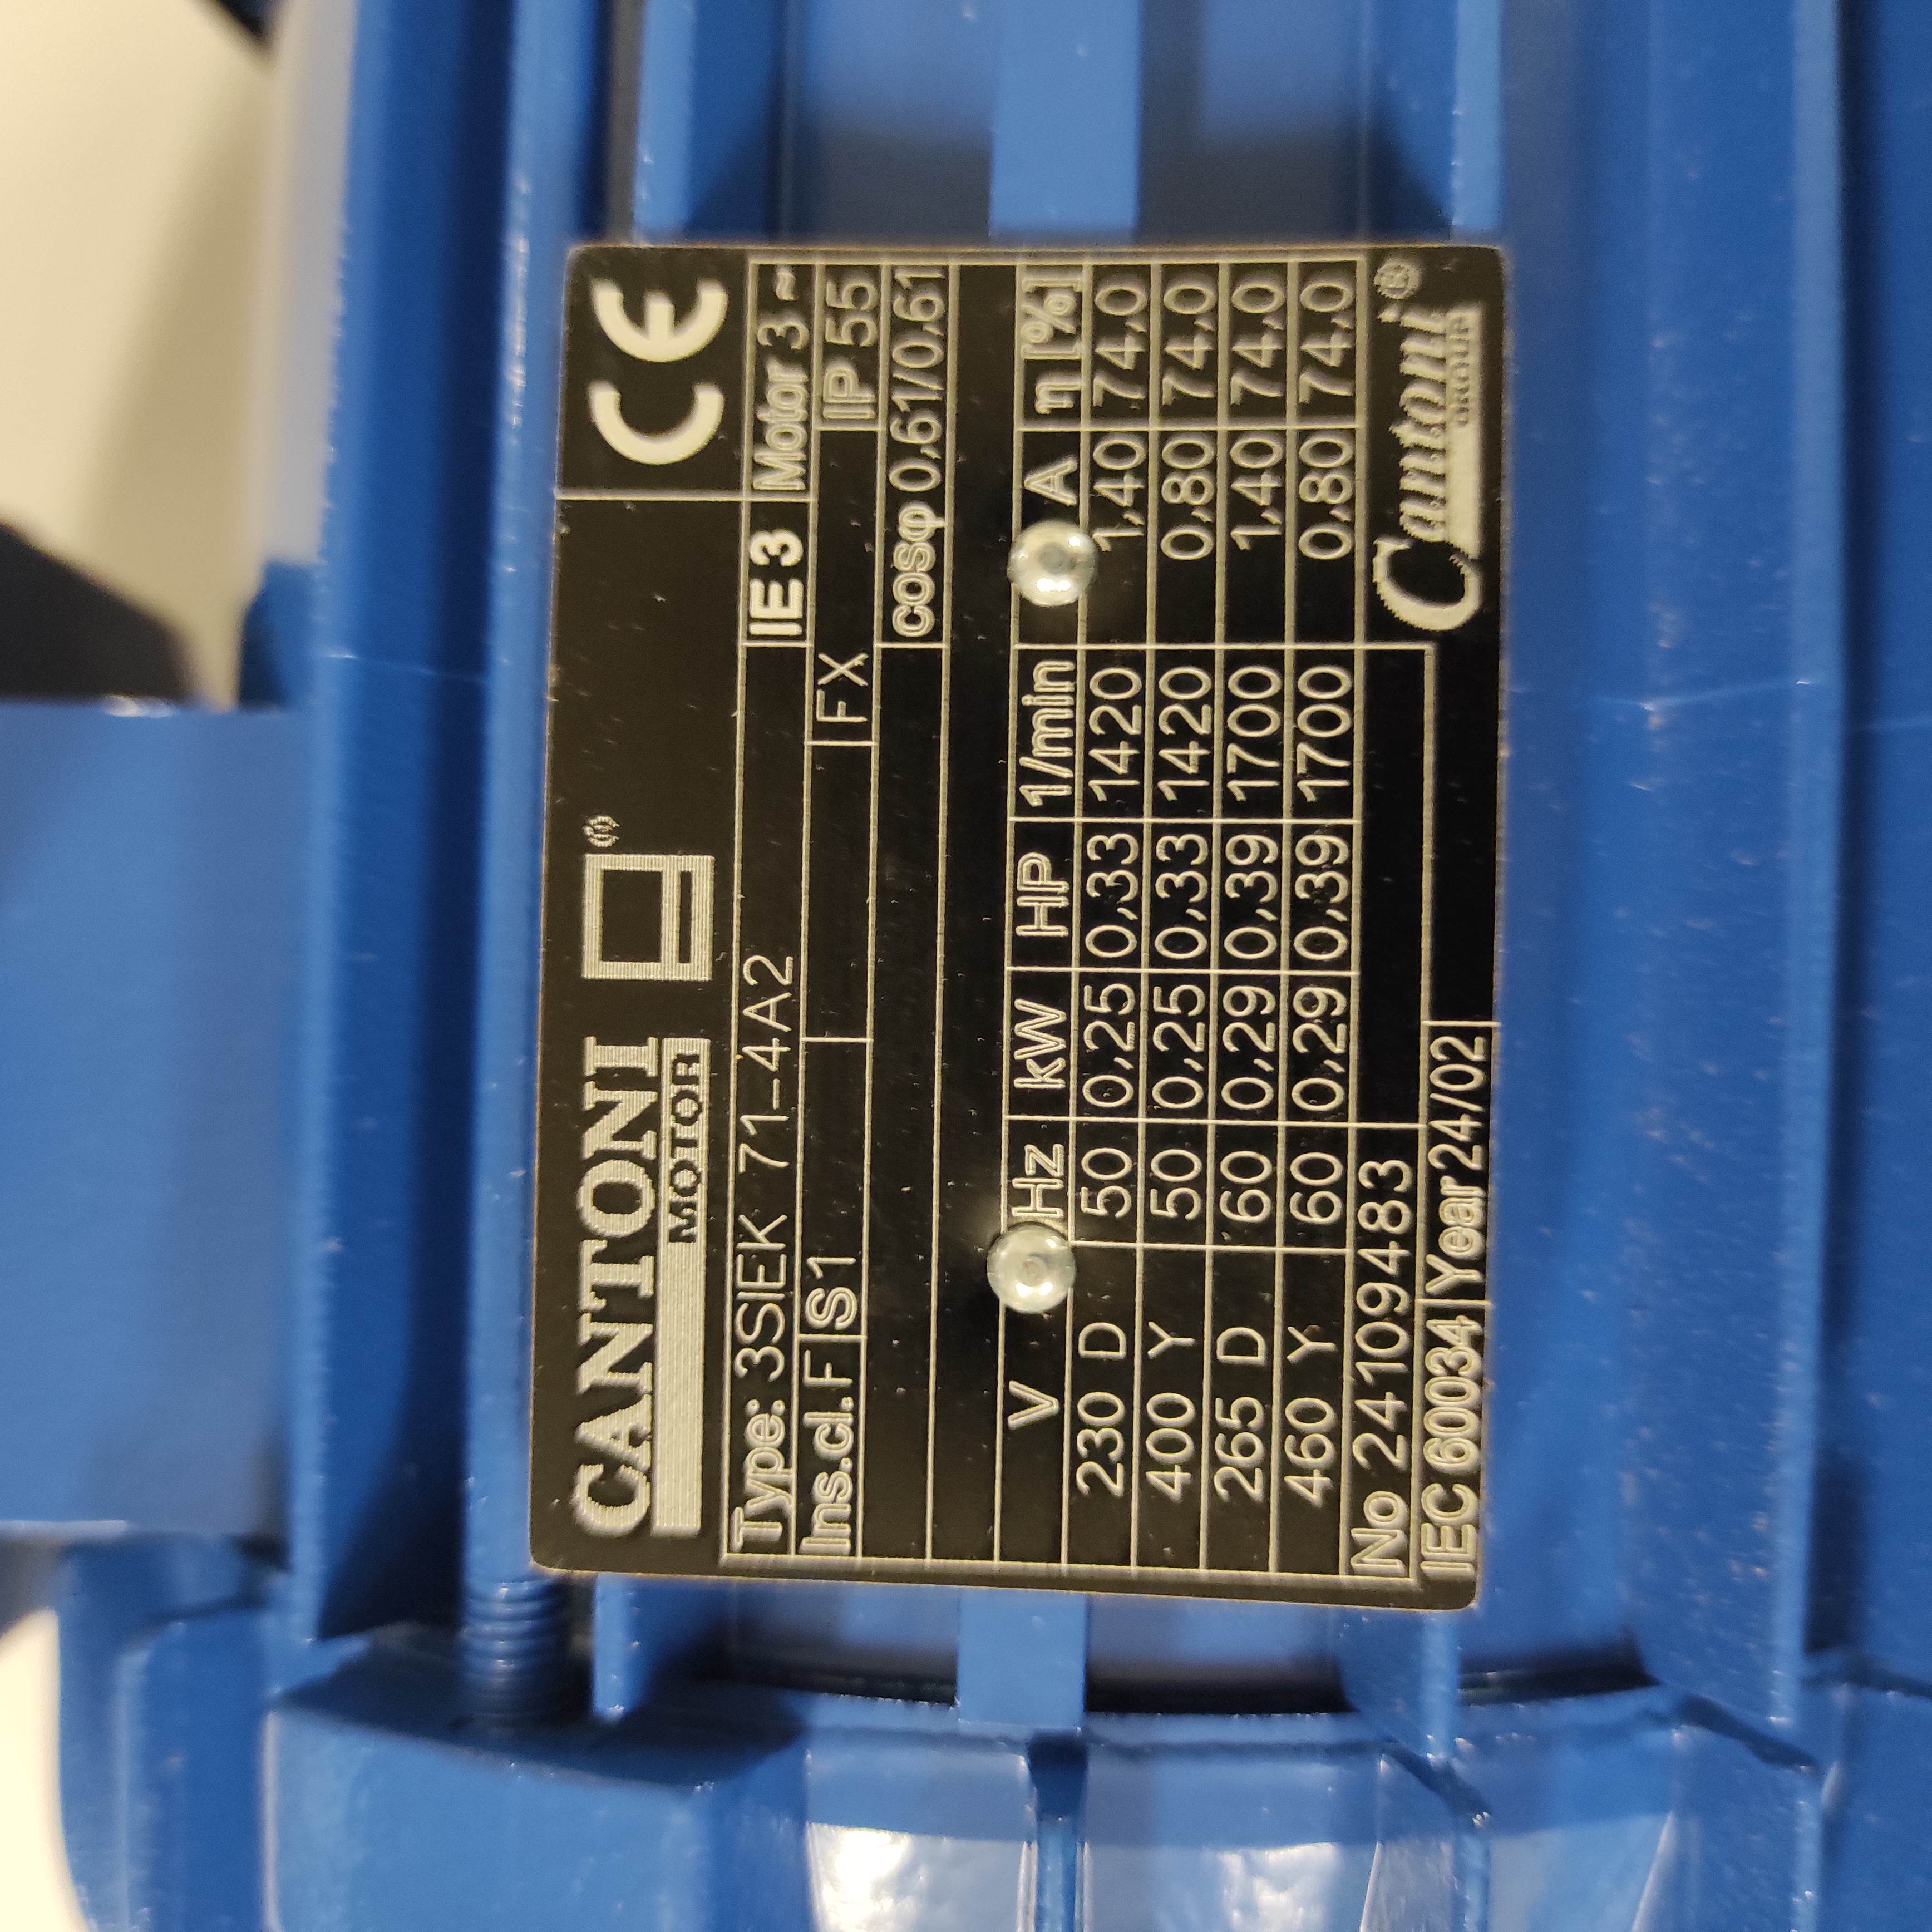 CANTONI ®
MOTOR
CE
Type: 3SIEK 71-4A2 IE 3 Motor 3 ~
Ins.cl.F S1 FX IP 55
cosφ 0,61/0,61
V Hz kW HP 1/min A η [%]
230 D 50 0,25 0,33 1420 1,40 74,0
400 Y 50 0,25 0,33 1420 0,80 74,0
265 D 60 0,29 0,39 1700 1,40 74,0
460 Y 60 0,29 0,39 1700 0,80 74,0
No 24109483
IEC 60034 Year 24/02
Cantoni ®
GROUP